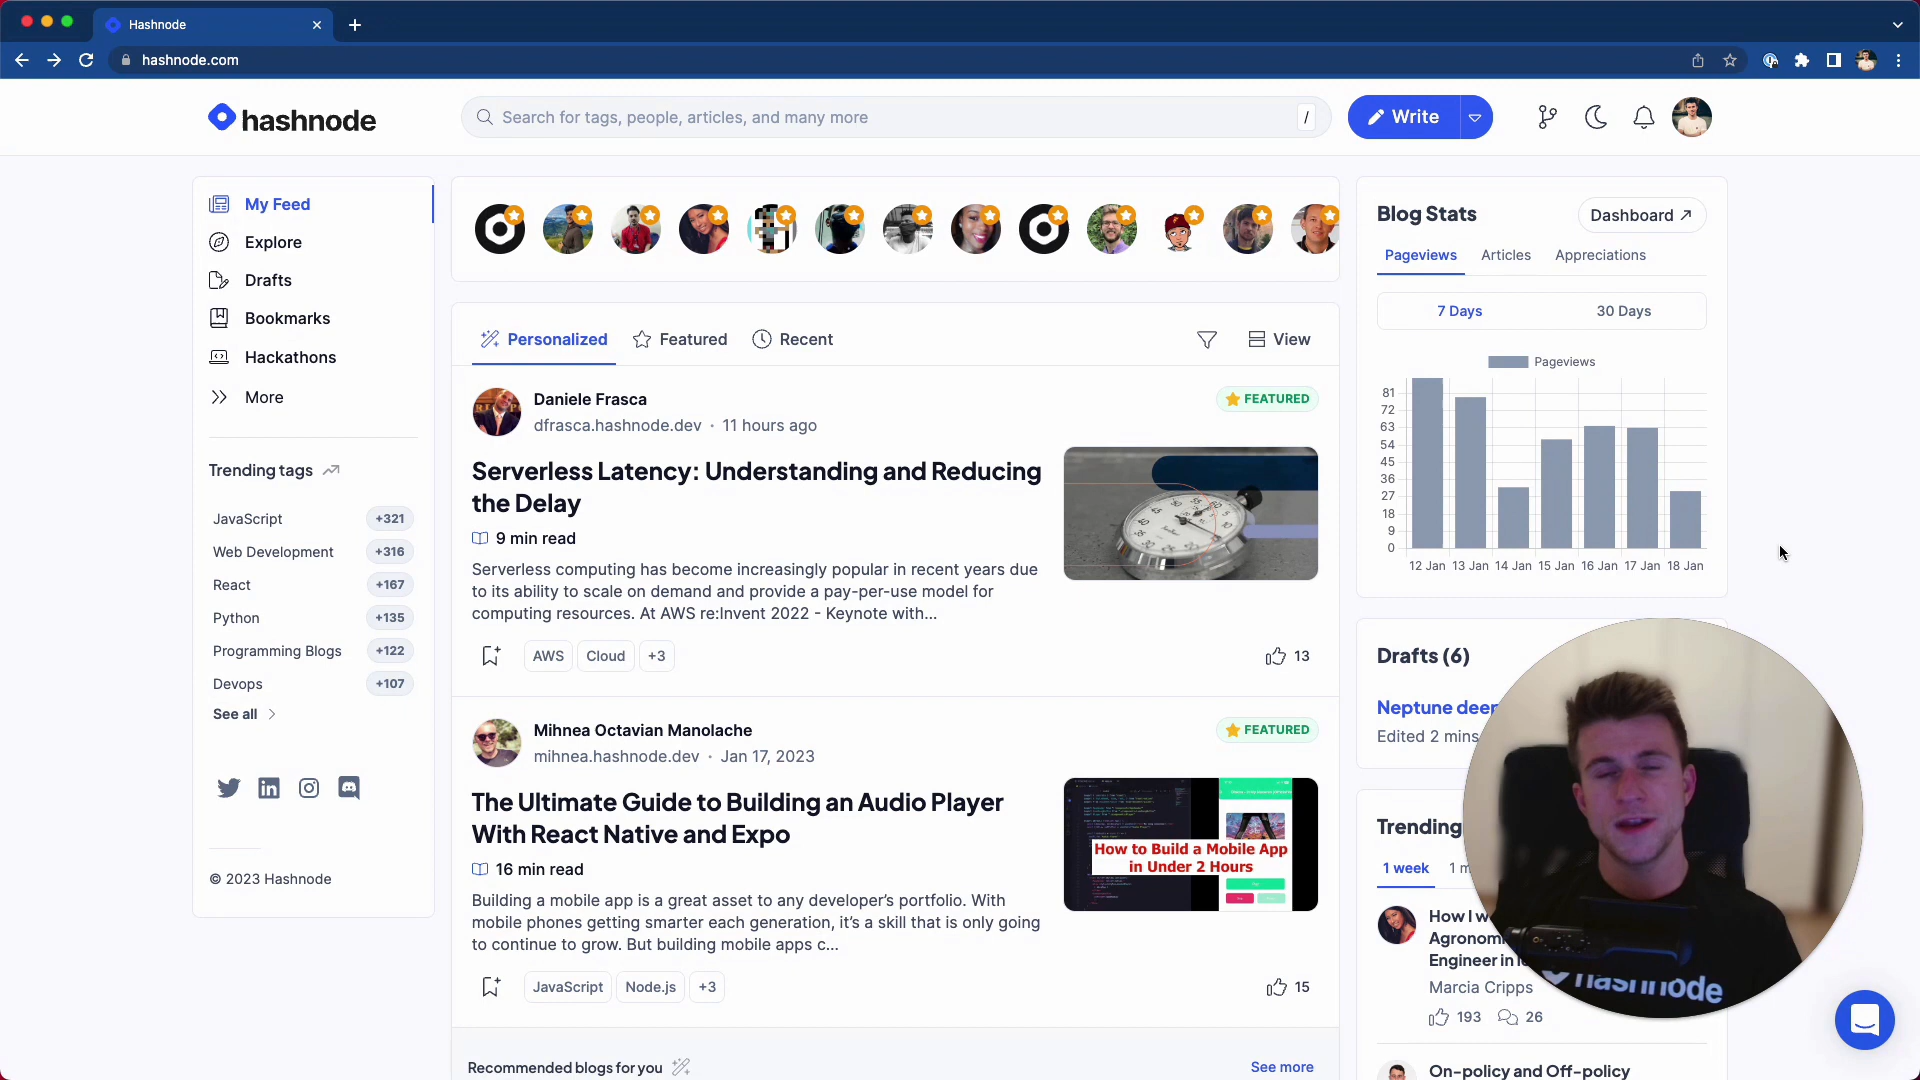 Hashnode
hashnode.com
hashnode
Search for tags, people, articles, and many more
/
Write
My Feed
Explore
Drafts
Bookmarks
Hackathons
More
Trending tags
JavaScript +321
Web Development +316
React +167
Python +135
Programming Blogs +122
Devops +107
See all
© 2023 Hashnode
Personalized Featured Recent View
Daniele Frasca
FEATURED
dfrasca.hashnode.dev · 11 hours ago
Serverless Latency: Understanding and Reducing
the Delay
9 min read
Serverless computing has become increasingly popular in recent years due
to its ability to scale on demand and provide a pay-per-use model for
computing resources. At AWS re:Invent 2022 - Keynote with...
AWS Cloud +3
13
Mihnea Octavian Manolache
FEATURED
mihnea.hashnode.dev · Jan 17, 2023
The Ultimate Guide to Building an Audio Player
With React Native and Expo
16 min read
Building a mobile app is a great asset to any developer's portfolio. With
mobile phones getting smarter each generation, it's a skill that is only going
to continue to grow. But building mobile apps c...
How to Build a Mobile App
in Under 2 Hours
JavaScript Node.js +3
15
Recommended blogs for you
See more
Blog Stats
Dashboard
Pageviews Articles Appreciations
7 Days 30 Days
Pageviews
81
72
63
54
45
36
27
18
9
0
12 Jan 13 Jan 14 Jan 15 Jan 16 Jan 17 Jan 18 Jan
Drafts (6)
Neptune deer
Edited 2 mins
Trending
1 week 1 m
How I w
Agronom
Engineer in
Marcia Cripps
193 26
On-policy and Off-policy
hashnode